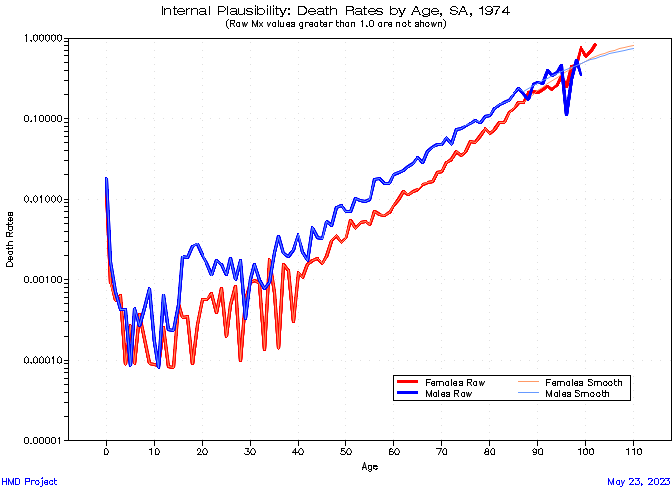 Internal Plausibility: Death Rates by Age, SA, 1974
(Raw Mx values greater than 1.0 are not shown)
1.00000
0.10000
0.01000
0.00100
0.00010
0.00001
Death Rates
Females Raw
Females Smooth
Males Raw
Males Smooth
0 10 20 30 40 50 60 70 80 90 100 110
Age
HMD Project
May 23, 2023